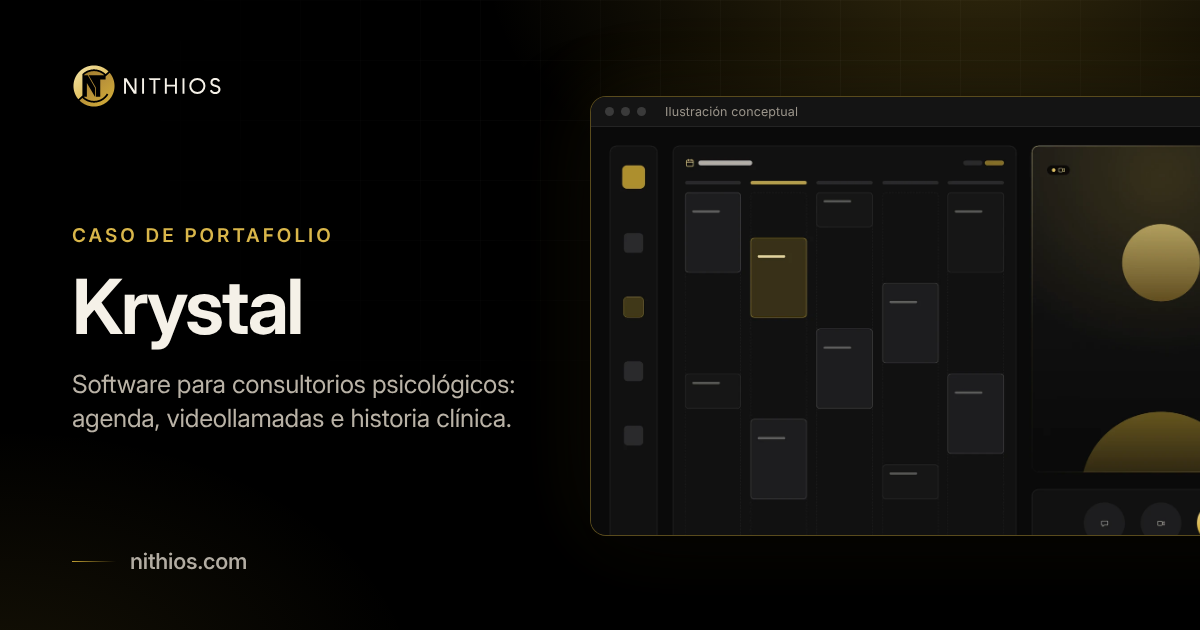 NITHIOS
Ilustración conceptual
CASO DE PORTAFOLIO
Krystal
Software para consultorios psicológicos:
agenda, videollamadas e historia clínica.
nithios.com